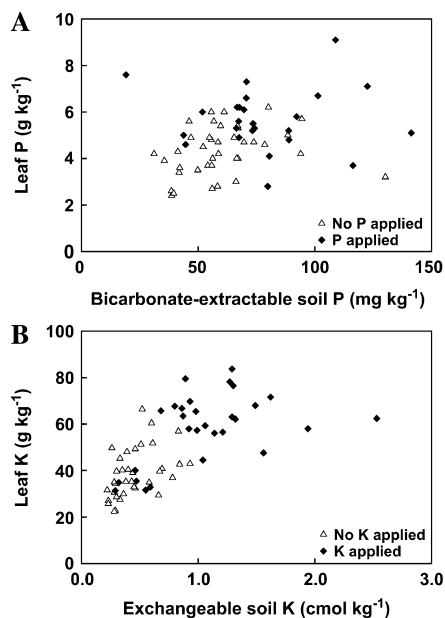 A
10
8
6
4
2
0
Leaf P (g kg⁻¹)
△ No P applied
◆ P applied
0 50 100 150
Bicarbonate-extractable soil P (mg kg⁻¹)
B
100
80
60
40
20
0
Leaf K (g kg⁻¹)
△ No K applied
◆ K applied
0.0 1.0 2.0 3.0
Exchangeable soil K (cmol kg⁻¹)